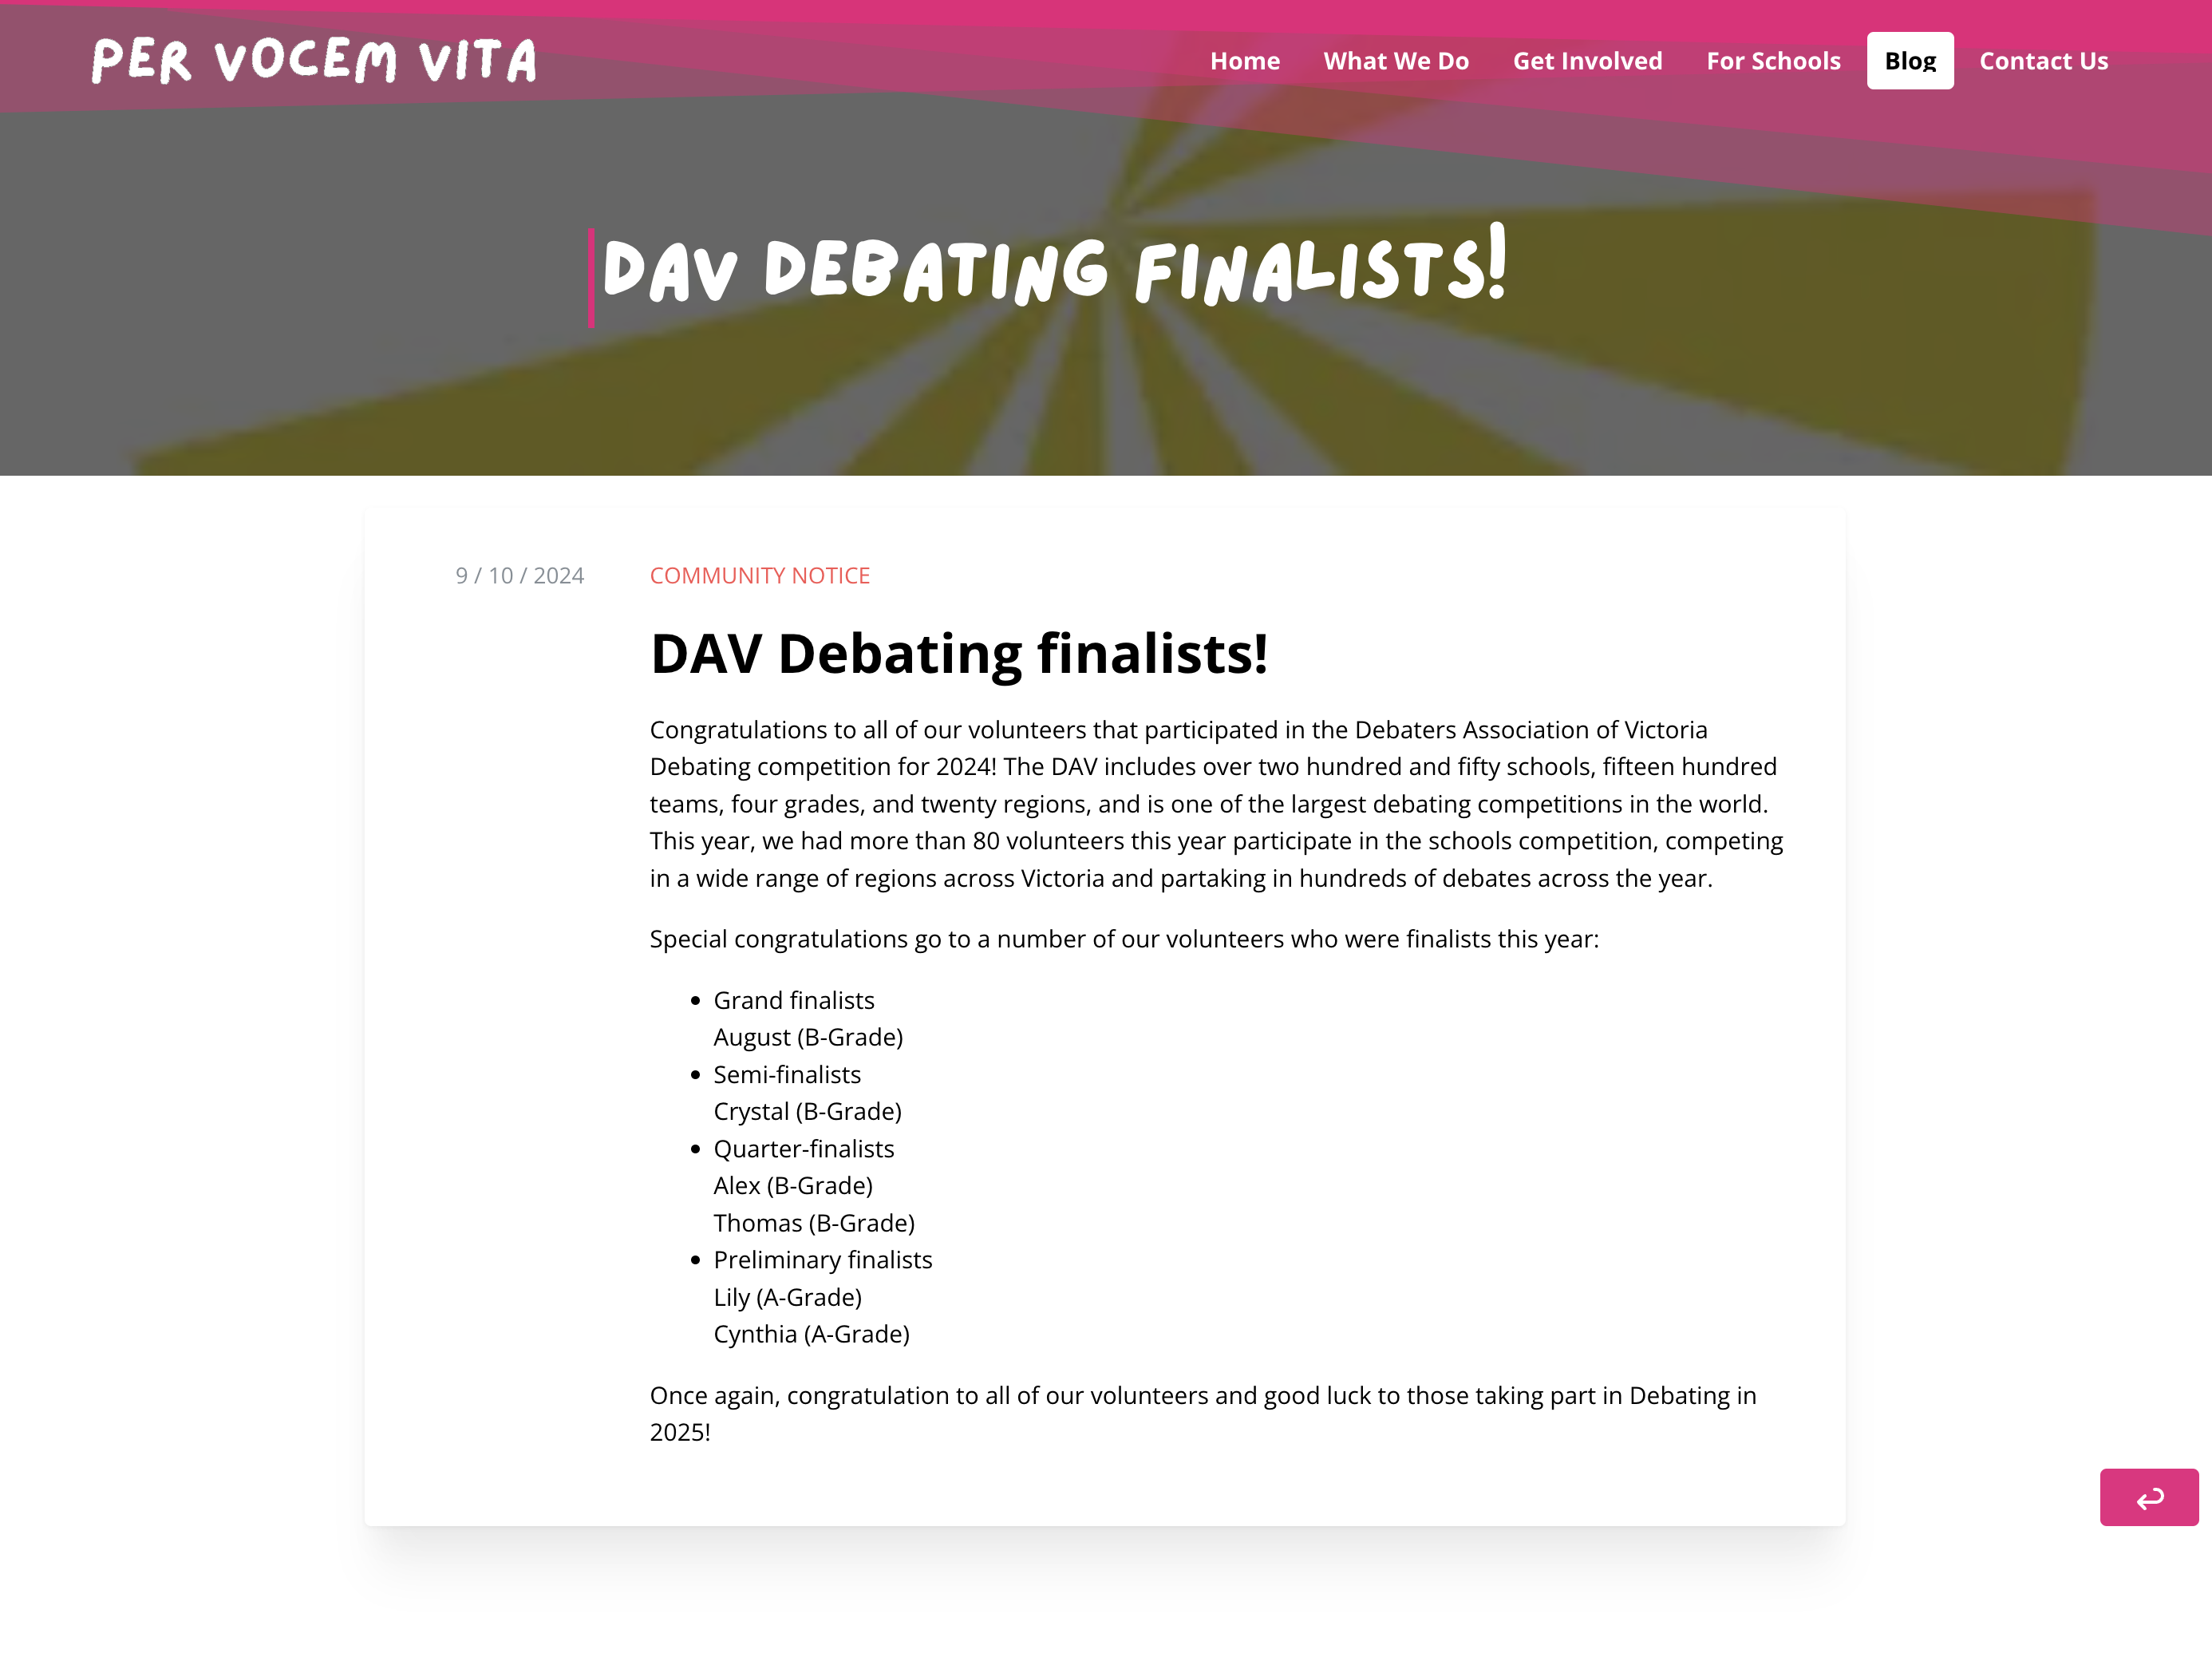 PER VOCEM VITA
Home What We Do Get Involved For Schools Blog Contact Us
DAV DEBATING FINALISTS!
9 / 10 / 2024 COMMUNITY NOTICE
DAV Debating finalists!
Congratulations to all of our volunteers that participated in the Debaters Association of Victoria
Debating competition for 2024! The DAV includes over two hundred and fifty schools, fifteen hundred
teams, four grades, and twenty regions, and is one of the largest debating competitions in the world.
This year, we had more than 80 volunteers this year participate in the schools competition, competing
in a wide range of regions across Victoria and partaking in hundreds of debates across the year.
Special congratulations go to a number of our volunteers who were finalists this year:
• Grand finalists
August (B-Grade)
• Semi-finalists
Crystal (B-Grade)
• Quarter-finalists
Alex (B-Grade)
Thomas (B-Grade)
• Preliminary finalists
Lily (A-Grade)
Cynthia (A-Grade)
Once again, congratulation to all of our volunteers and good luck to those taking part in Debating in
2025!